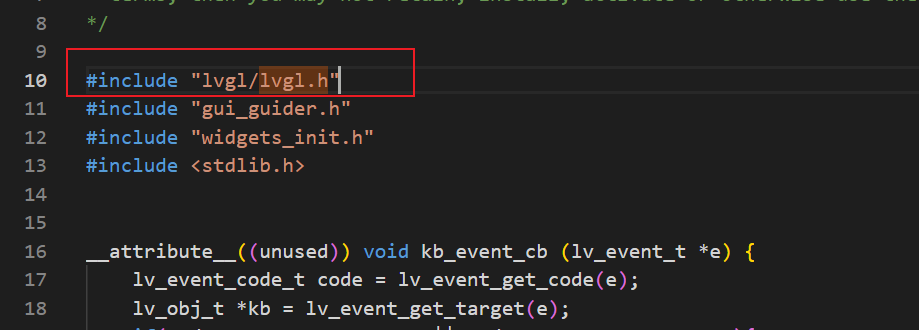 8 */
9
10 #include "lvgl/lvgl.h"
11 #include "gui_guider.h"
12 #include "widgets_init.h"
13 #include <stdlib.h>
14
15
16 __attribute__((unused)) void kb_event_cb (lv_event_t *e) {
17 lv_event_code_t code = lv_event_get_code(e);
18 lv_obj_t *kb = lv_event_get_target(e);